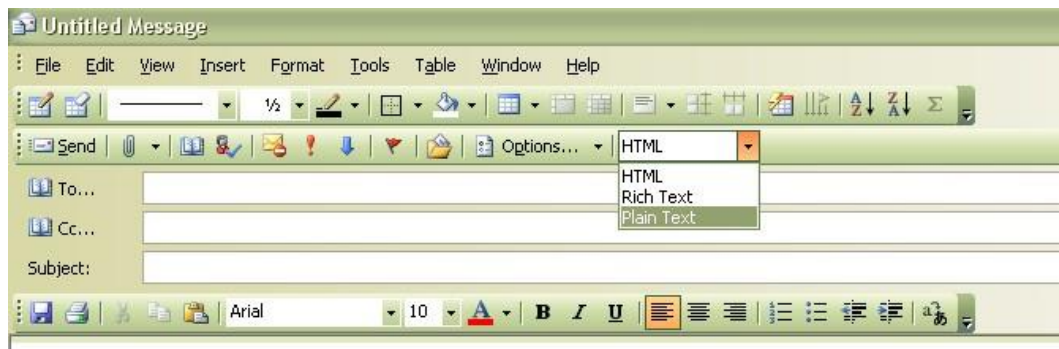 Untitled Message
File Edit View Insert Format Tools Table Window Help
½
Send Options... HTML
HTML
Rich Text
Plain Text
To...
Cc...
Subject:
Arial 10 A B I U